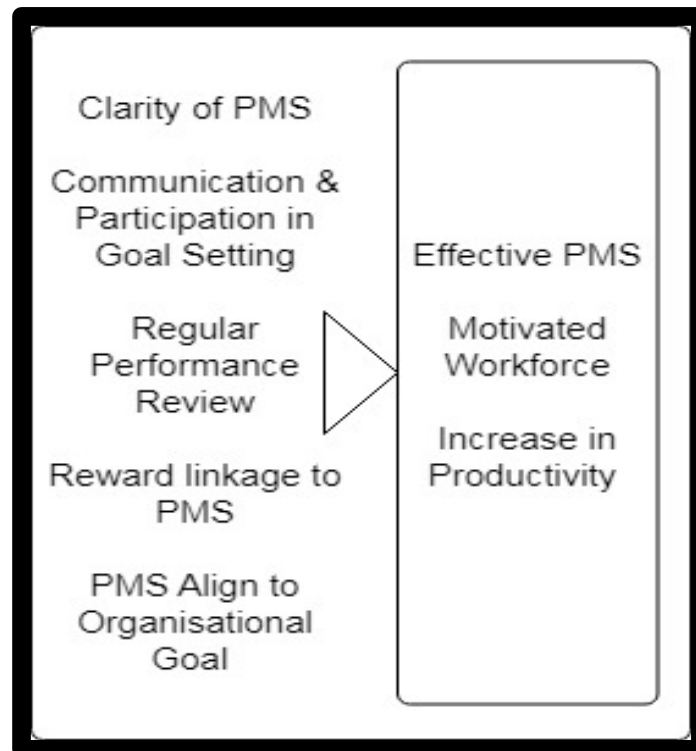 Clarity of PMS
Communication &
Participation in
Goal Setting
Regular
Performance
Review
Reward linkage to
PMS
PMS Align to
Organisational
Goal
Effective PMS
Motivated
Workforce
Increase in
Productivity